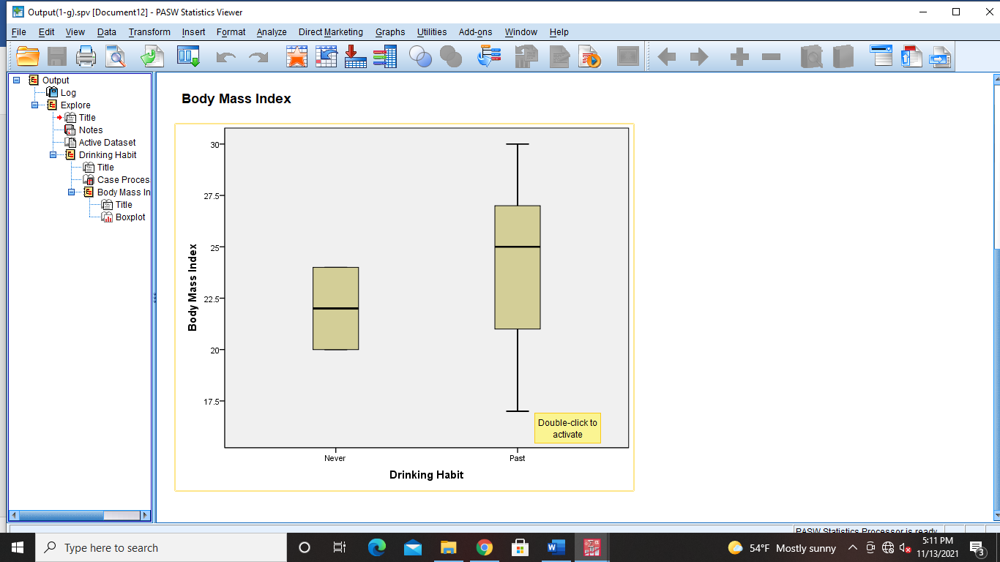 Output(1-g).spv [Document12] - PASW Statistics Viewer
File Edit View Data Transform Insert Format Analyze Direct Marketing Graphs Utilities Add-ons Window Help
Output
Log
Explore
Title
Notes
Active Dataset
Drinking Habit
Title
Case Proces
Body Mass In
Title
Boxplot
Body Mass Index
30
27.5
25
22.5
20
17.5
Body Mass Index
Double-click to
activate
Never Past
Drinking Habit
PASW Statistics Processor is ready
Type here to search
54°F Mostly sunny
5:11 PM
11/13/2021
3